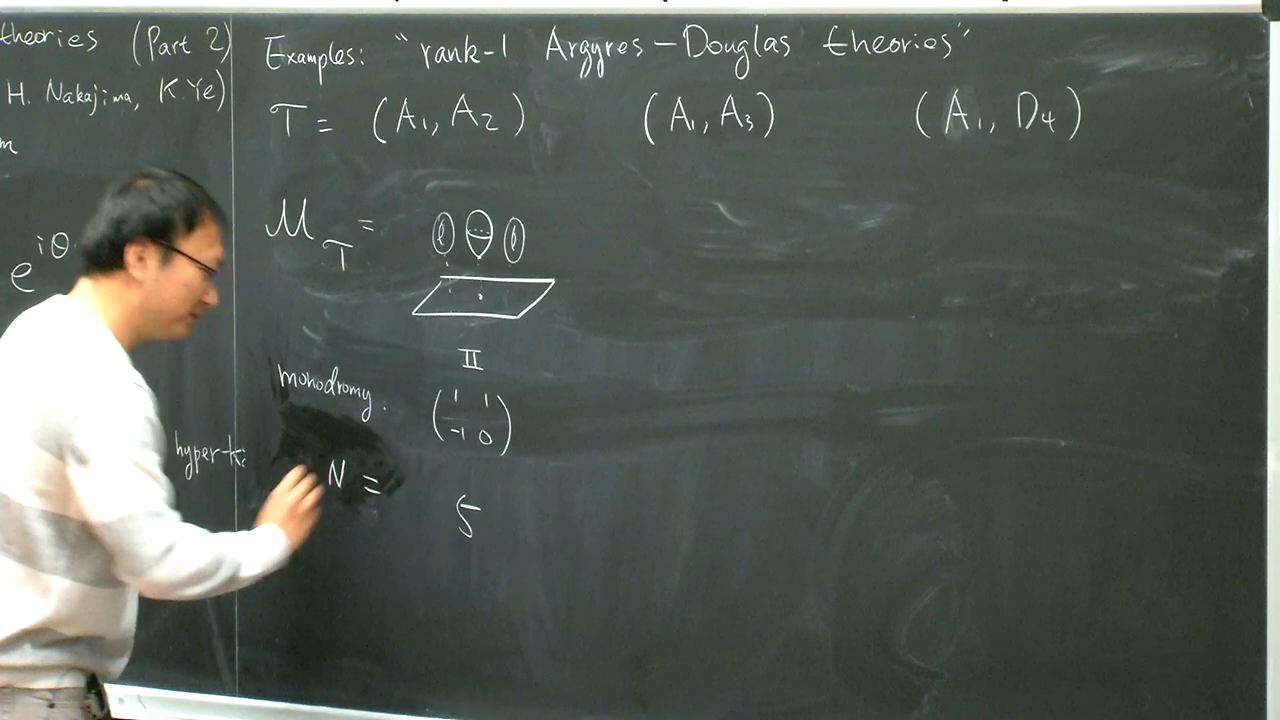 theories (Part 2)
H. Nakajima, K. Ye)
m
e^{iθ}
hyper-k
Examples: "rank-1 Argyres-Douglas theories"
T = (A₁, A₂) (A₁, A₃) (A₁, D₄)
M_T =
II
monodromy: ( 1 1
-1 0 )
N = 5